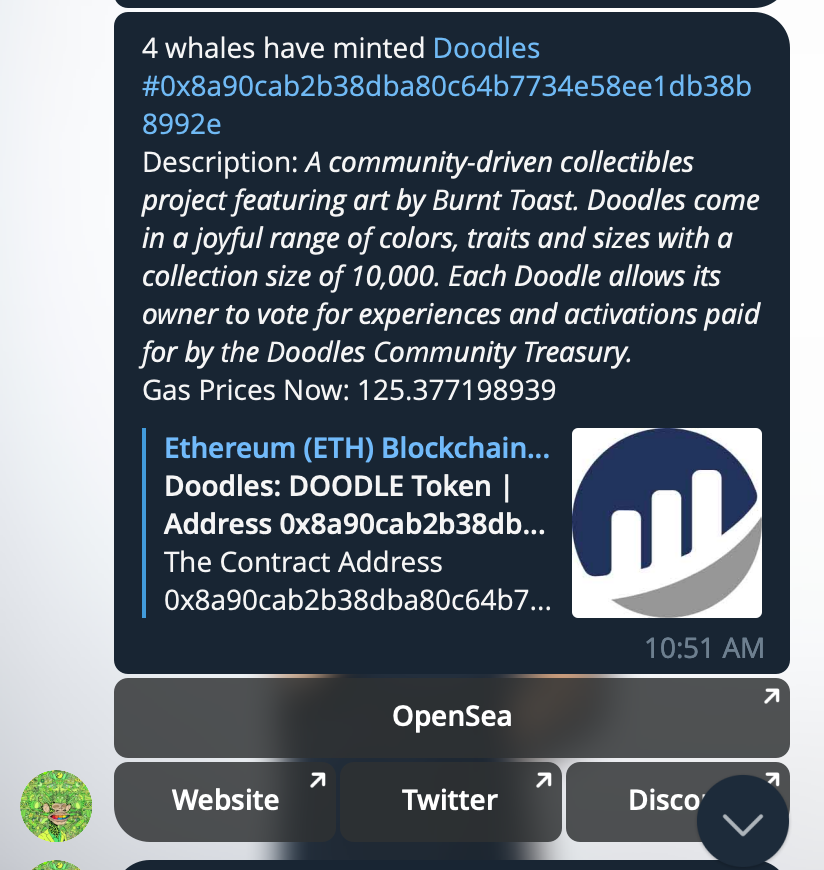 4 whales have minted Doodles
#0x8a90cab2b38dba80c64b7734e58ee1db38b
8992e
Description: A community-driven collectibles
project featuring art by Burnt Toast. Doodles come
in a joyful range of colors, traits and sizes with a
collection size of 10,000. Each Doodle allows its
owner to vote for experiences and activations paid
for by the Doodles Community Treasury.
Gas Prices Now: 125.377198939
Ethereum (ETH) Blockchain...
Doodles: DOODLE Token |
Address 0x8a90cab2b38db...
The Contract Address
0x8a90cab2b38dba80c64b7...
10:51 AM
OpenSea
Website
Twitter
Disco